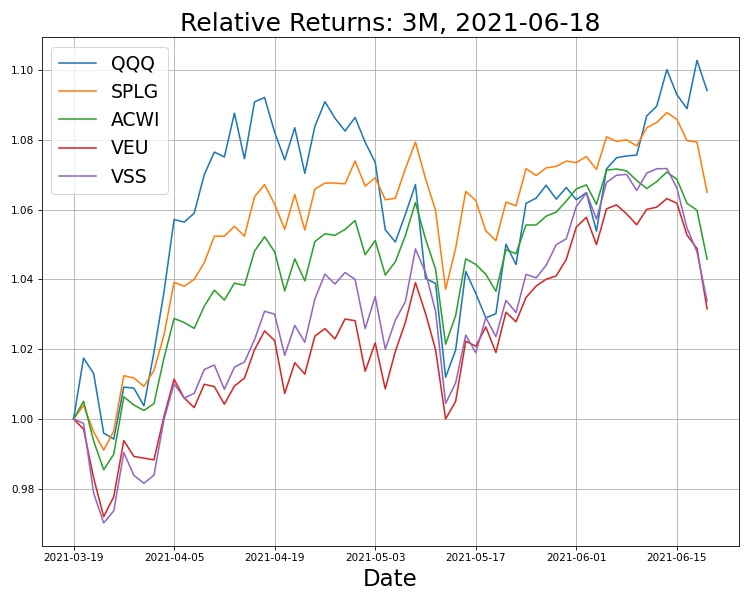 Relative Returns: 3M, 2021-06-18
QQQ
SPLG
ACWI
VEU
VSS
1.10
1.08
1.06
1.04
1.02
1.00
0.98
2021-03-19 2021-04-05 2021-04-19 2021-05-03 2021-05-17 2021-06-01 2021-06-15
Date